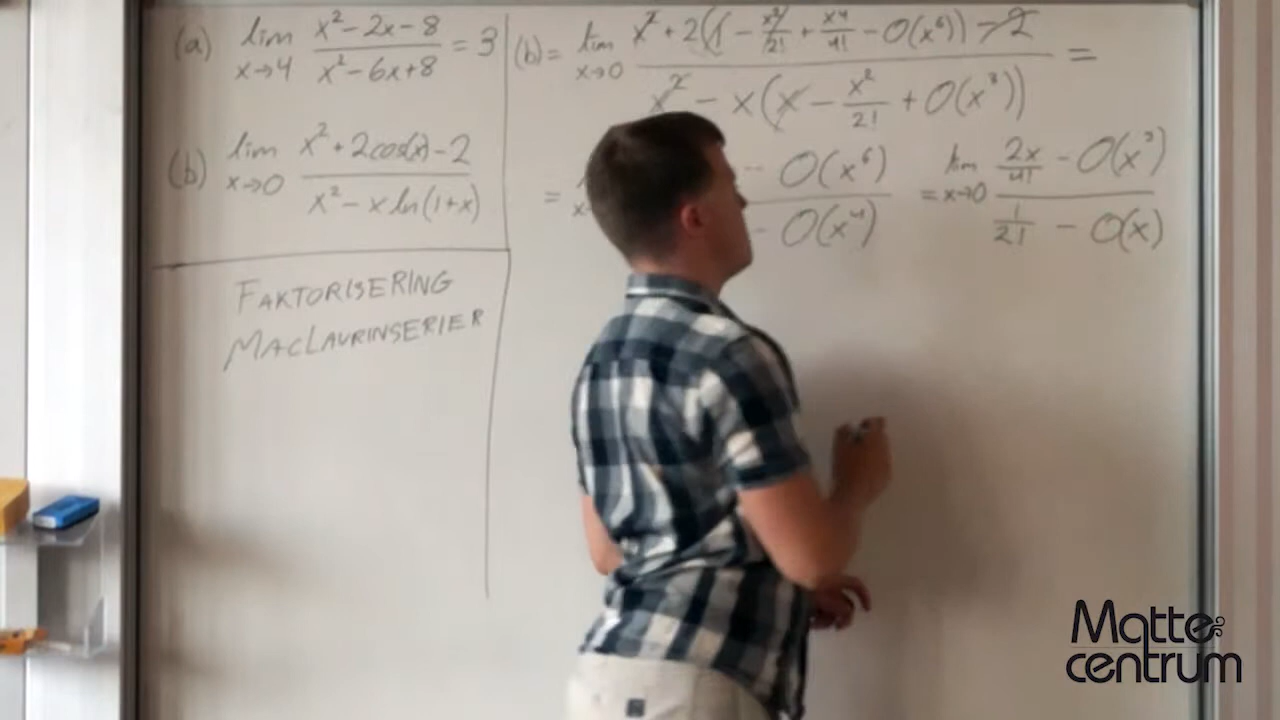 (a) lim x→4 x²-2x-8 / x²-6x+8 = 3
(b) lim x→0 x²+2cos(x)-2 / x²-x ln(1+x)
FAKTORISERING
MACLAURINSERIER
(b) = lim x→0 x²+2(1-x²/2!+x⁴/4!-O(x⁶))-2 / x²-x(x-x²/2!+O(x³)) =
= - O(x⁶) / - O(x⁴)
= lim x→0 2x/4! - O(x³) / 1/2! - O(x)
Matte
centrum